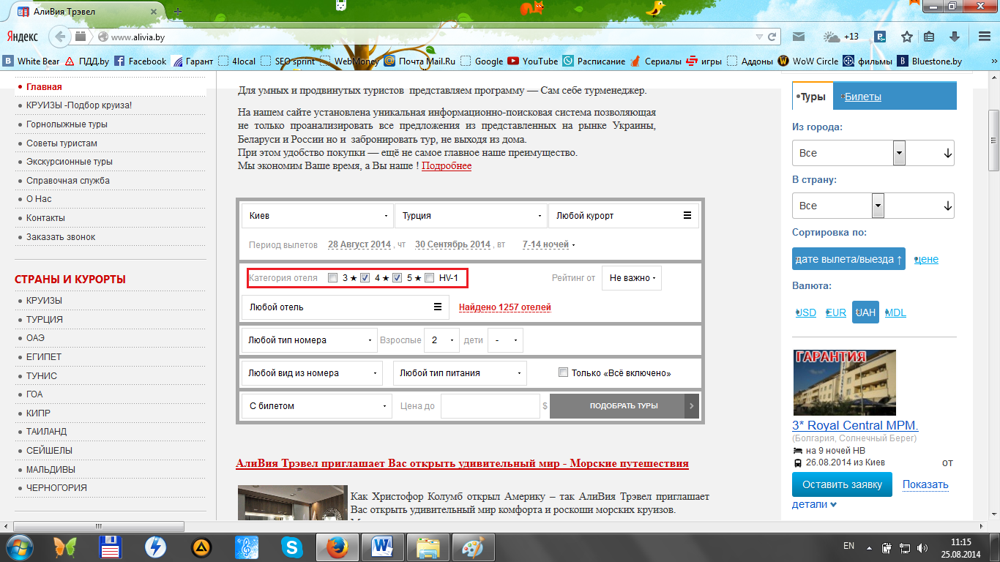 АлиВия Трэвел
Яндекс
www.alivia.by
+13
White Bear
ПДД.by
Facebook
Гарант
4local
SEO sprint
WebMoney
Почта Mail.Ru
Google
YouTube
Расписание
Сериалы
игры
Аддоны
WoW Circle
фильмы
Bluestone.by
Главная
КРУИЗЫ -Подбор круиза!
Горнолыжные туры
Советы туристам
Экскурсионные туры
Справочная служба
О Нас
Контакты
Заказать звонок
СТРАНЫ И КУРОРТЫ
КРУИЗЫ
ТУРЦИЯ
ОАЭ
ЕГИПЕТ
ТУНИС
ГОА
КИПР
ТАИЛАНД
СЕЙШЕЛЫ
МАЛЬДИВЫ
ЧЕРНОГОРИЯ
Для умных и продвинутых туристов представляем программу — Сам себе турменеджер.
На нашем сайте установлена уникальная информационно-поисковая система позволяющая
не только проанализировать все предложения из представленных на рынке Украины,
Беларуси и России но и забронировать тур, не выходя из дома.
При этом удобство покупки — ещё не самое главное наше преимущество.
Мы экономим Ваше время, а Вы наше ! Подробнее
Киев Турция Любой курорт
Период вылетов 28 Август 2014 , чт 30 Сентябрь 2014 , вт 7-14 ночей
Категория отеля 3 ★ 4 ★ 5 ★ HV-1 Рейтинг от Не важно
Любой отель Найдено 1257 отелей
Любой тип номера Взрослые 2 дети -
Любой вид из номера Любой тип питания Только «Всё включено»
С билетом Цена до $ ПОДОБРАТЬ ТУРЫ
АлиВия Трэвел приглашает Вас открыть удивительный мир - Морские путешествия
Как Христофор Колумб открыл Америку – так АлиВия Трэвел приглашает
Вас открыть удивительный мир комфорта и роскоши морских круизов.
Туры Билеты
Из города:
Все
В страну:
Все
Сортировка по:
дате вылета/выезда ↑ цене
Валюта:
USD EUR UAH MDL
ГАРАНТИЯ
3* Royal Central MPM.
(Болгария, Солнечный Берег)
на 9 ночей HB
26.08.2014 из Киев от
Оставить заявку Показать
детали
EN
11:15
25.08.2014